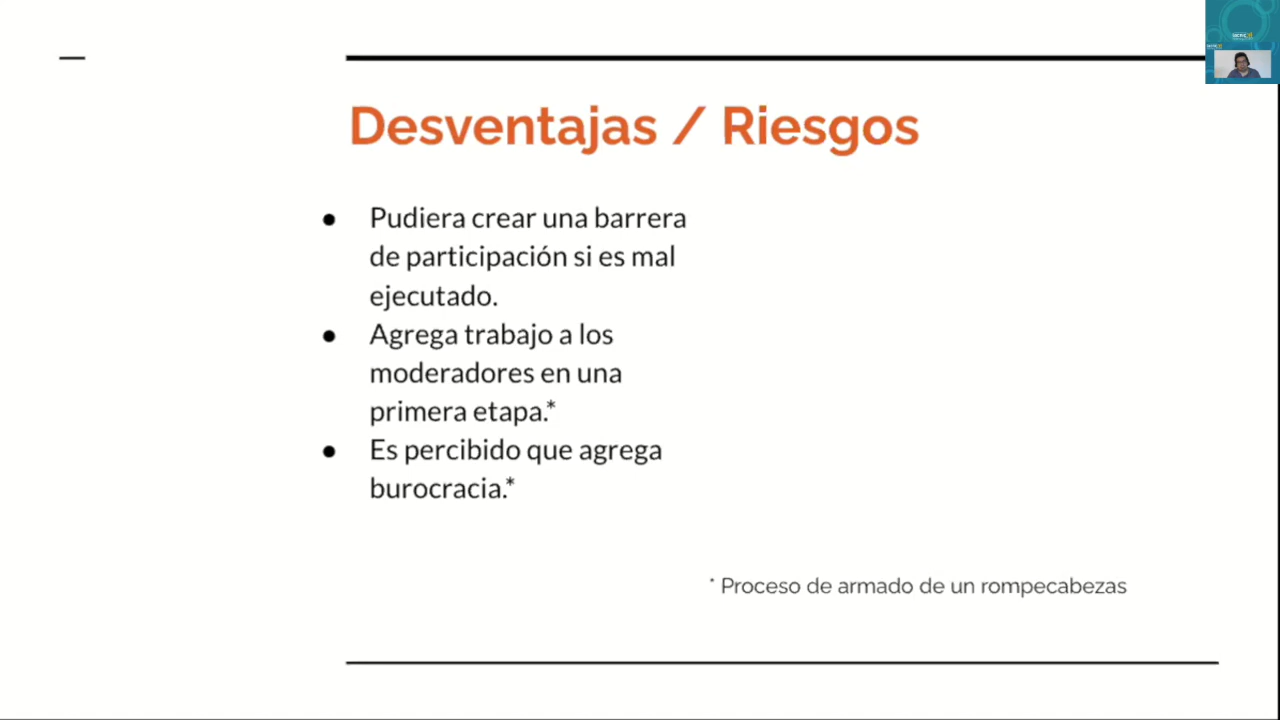 Desventajas / Riesgos
● Pudiera crear una barrera
de participación si es mal
ejecutado.
● Agrega trabajo a los
moderadores en una
primera etapa.*
● Es percibido que agrega
burocracia.*
* Proceso de armado de un rompecabezas